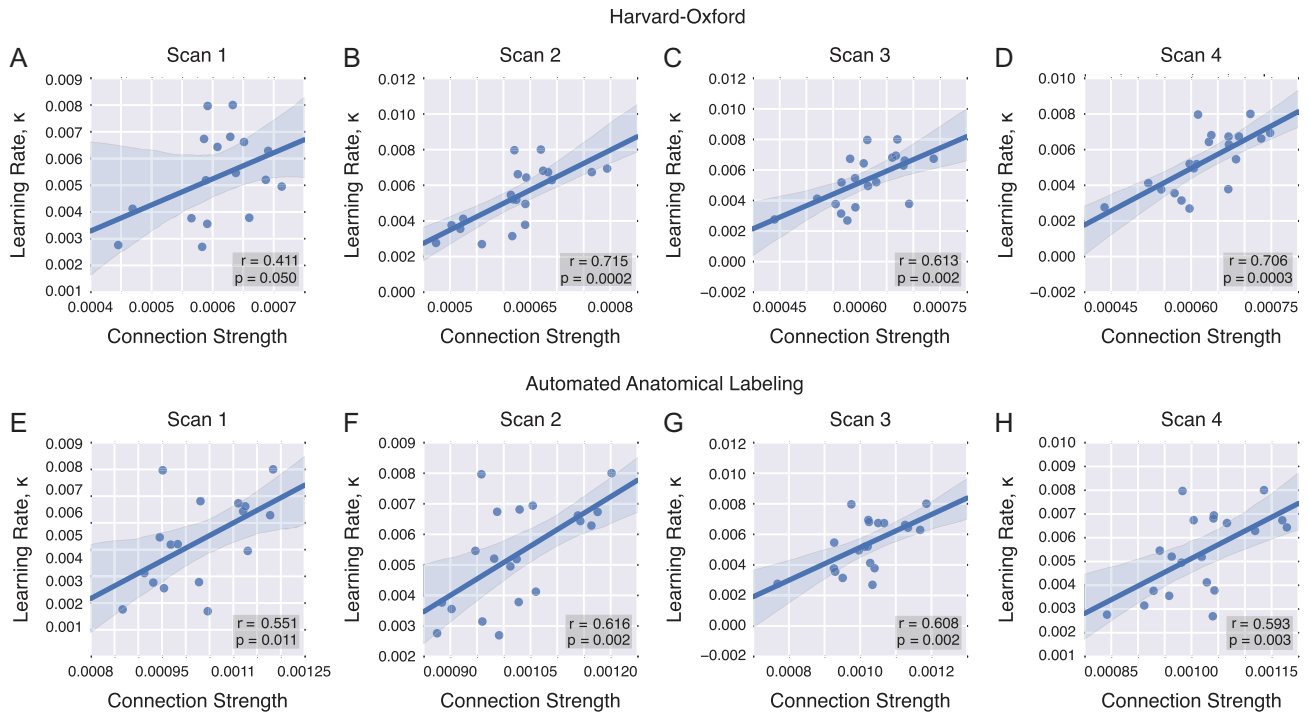 Harvard-Oxford
A
Scan 1
0.009
0.008
0.007
0.006
0.005
0.004
0.003
0.002
0.001
Learning Rate, κ
r = 0.411
p = 0.050
0.0004
0.0005
0.0006
0.0007
Connection Strength
B
Scan 2
0.012
0.010
0.008
0.006
0.004
0.002
0.000
Learning Rate, κ
r = 0.715
p = 0.0002
0.0005
0.00065
0.0008
Connection Strength
C
Scan 3
0.012
0.010
0.008
0.006
0.004
0.002
0.000
−0.002
Learning Rate, κ
r = 0.613
p = 0.002
0.00045
0.00060
0.00075
Connection Strength
D
Scan 4
0.010
0.008
0.006
0.004
0.002
0.000
−0.002
Learning Rate, κ
r = 0.706
p = 0.0003
0.00045
0.00060
0.00075
Connection Strength
Automated Anatomical Labeling
E
Scan 1
0.009
0.008
0.007
0.006
0.005
0.004
0.003
0.002
0.001
Learning Rate, κ
r = 0.551
p = 0.011
0.0008
0.00095
0.0011
0.00125
Connection Strength
F
Scan 2
0.009
0.008
0.007
0.006
0.005
0.004
0.003
0.002
Learning Rate, κ
r = 0.616
p = 0.002
0.00090
0.00105
0.00120
Connection Strength
G
Scan 3
0.012
0.010
0.008
0.006
0.004
0.002
0.000
−0.002
Learning Rate, κ
r = 0.608
p = 0.002
0.0008
0.0010
0.0012
Connection Strength
H
Scan 4
0.010
0.009
0.008
0.007
0.006
0.005
0.004
0.003
0.002
0.001
Learning Rate, κ
r = 0.593
p = 0.003
0.00085
0.00100
0.00115
Connection Strength